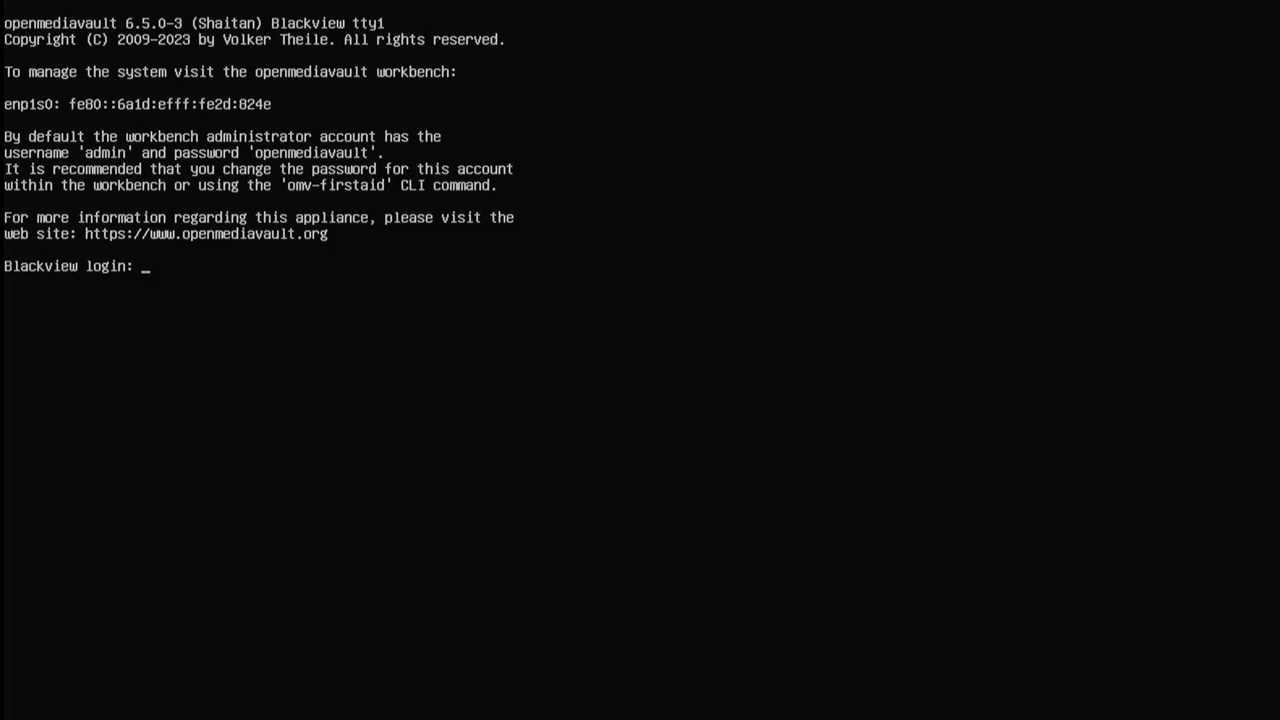 openmediavault 6.5.0-3 (Shaitan) Blackview tty1
Copyright (C) 2009-2023 by Volker Theile. All rights reserved.
To manage the system visit the openmediavault workbench:
enp1s0: fe80::6a1d:efff:fe2d:824e
By default the workbench administrator account has the
username 'admin' and password 'openmediavault'.
It is recommended that you change the password for this account
within the workbench or using the 'omv-firstaid' CLI command.
For more information regarding this appliance, please visit the
web site: https://www.openmediavault.org
Blackview login: _